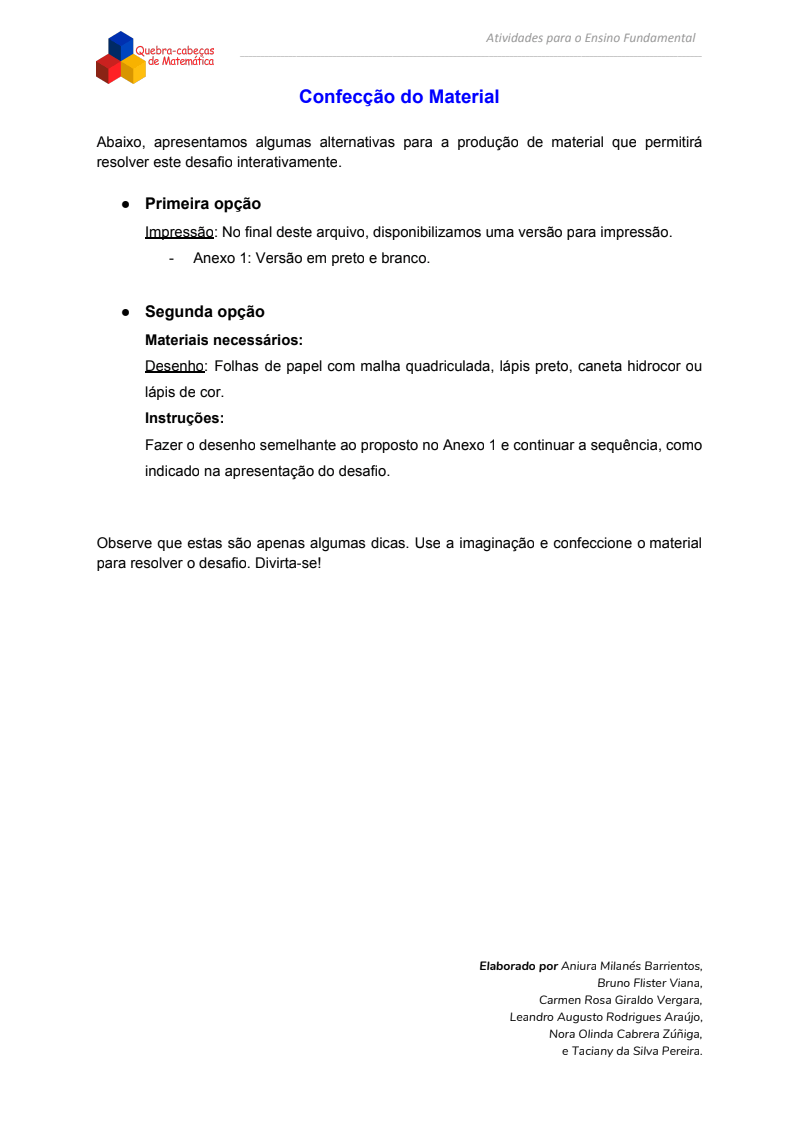 Quebra-cabeças
de Matemática
Atividades para o Ensino Fundamental
Confecção do Material
Abaixo, apresentamos algumas alternativas para a produção de material que permitirá
resolver este desafio interativamente.
● Primeira opção
Impressão: No final deste arquivo, disponibilizamos uma versão para impressão.
- Anexo 1: Versão em preto e branco.
● Segunda opção
Materiais necessários:
Desenho: Folhas de papel com malha quadriculada, lápis preto, caneta hidrocor ou
lápis de cor.
Instruções:
Fazer o desenho semelhante ao proposto no Anexo 1 e continuar a sequência, como
indicado na apresentação do desafio.
Observe que estas são apenas algumas dicas. Use a imaginação e confeccione o material
para resolver o desafio. Divirta-se!
Elaborado por Aniura Milanés Barrientos,
Bruno Flister Viana,
Carmen Rosa Giraldo Vergara,
Leandro Augusto Rodrigues Araújo,
Nora Olinda Cabrera Zúñiga,
e Taciany da Silva Pereira.